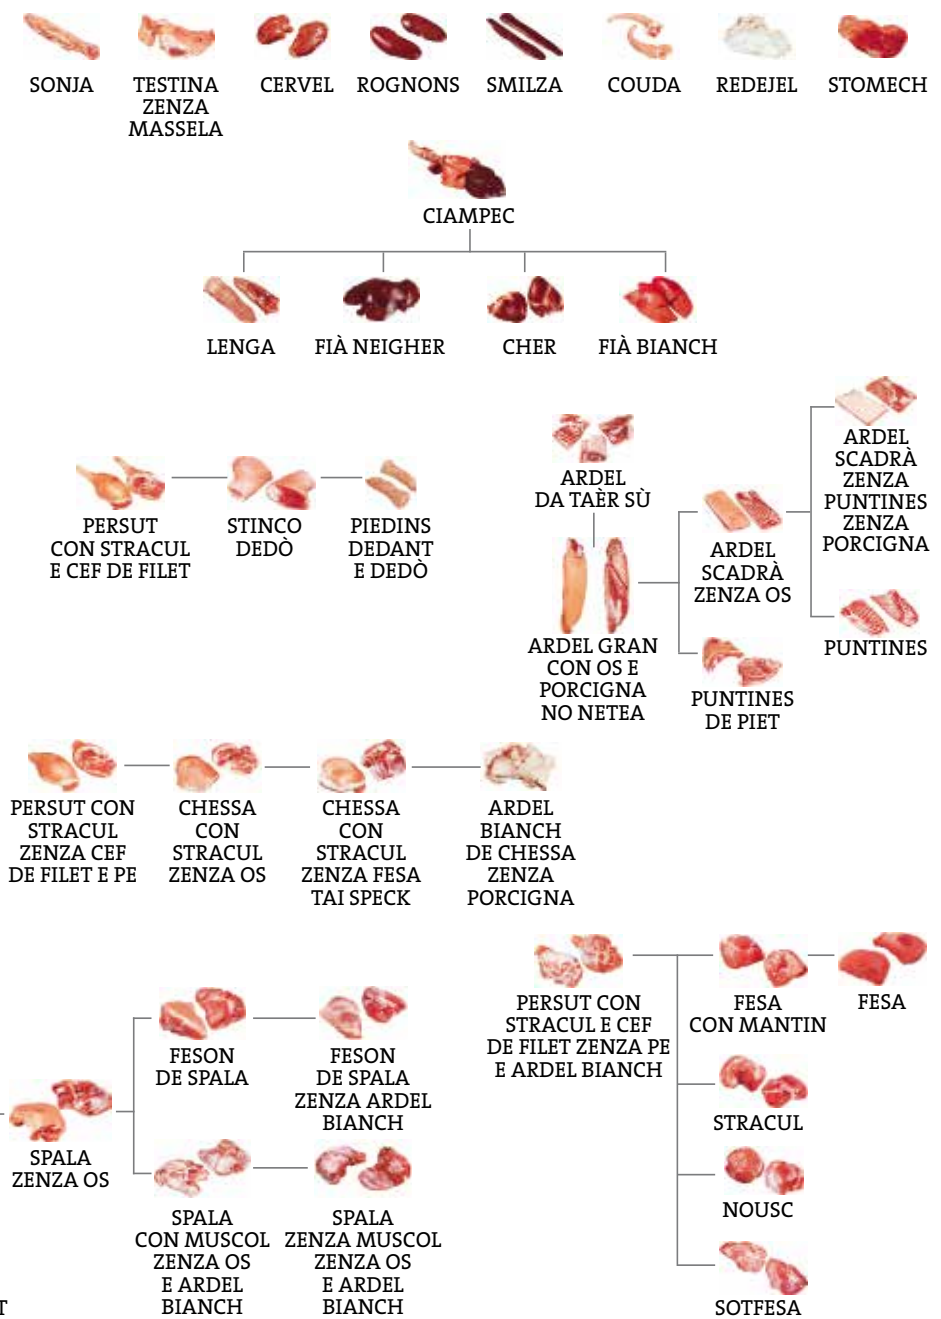 SONJA
TESTINA
ZENZA
MASSELA
CERVEL
ROGNONS
SMILZA
COUDA
REDEJEL
STOMECH
CIAMPEC
LENGA
FIÀ NEIGHER
CHER
FIÀ BIANCH
PERSUT
CON STRACUL
E CEF DE FILET
STINCO
DEDÒ
PIEDINS
DEDANT
E DEDÒ
ARDEL
DA TAÈR SÙ
ARDEL GRAN
CON OS E
PORCIGNA
NO NETEA
ARDEL
SCADRÀ
ZENZA OS
PUNTINES
DE PIET
ARDEL
SCADRÀ
ZENZA
PUNTINES
ZENZA
PORCIGNA
PUNTINES
PERSUT CON
STRACUL
ZENZA CEF
DE FILET E PE
CHESSA
CON
STRACUL
ZENZA OS
CHESSA
CON
STRACUL
ZENZA FESA
TAI SPECK
ARDEL
BIANCH
DE CHESSA
ZENZA
PORCIGNA
SPALA
ZENZA OS
FESON
DE SPALA
FESON
DE SPALA
ZENZA ARDEL
BIANCH
SPALA
CON MUSCOL
ZENZA OS
E ARDEL
BIANCH
SPALA
ZENZA MUSCOL
ZENZA OS
E ARDEL
BIANCH
PERSUT CON
STRACUL E CEF
DE FILET ZENZA PE
E ARDEL BIANCH
FESA
CON MANTIN
FESA
STRACUL
NOUSC
SOTFESA
T